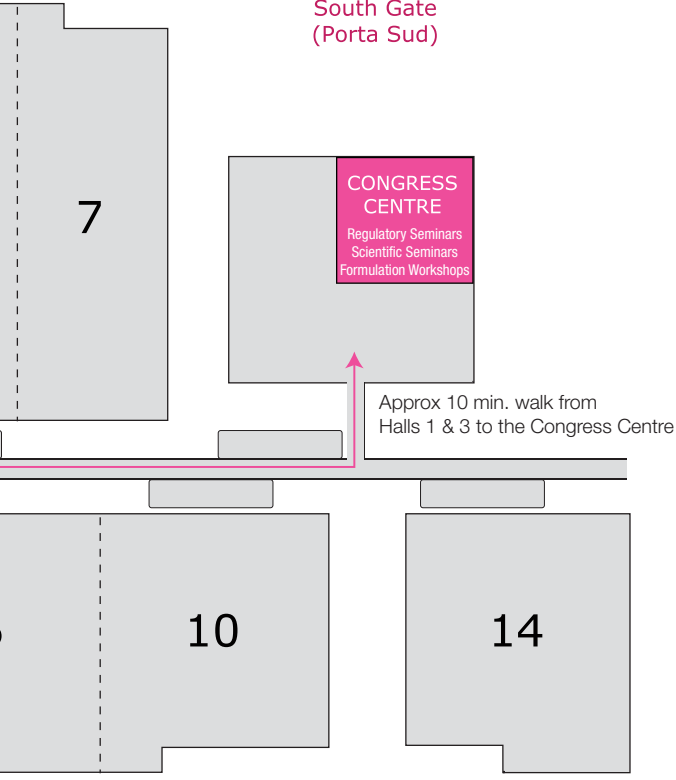 South Gate
(Porta Sud)
CONGRESS
CENTRE
Regulatory Seminars
Scientific Seminars
Formulation Workshops
7
Approx 10 min. walk from
Halls 1 & 3 to the Congress Centre
10
14